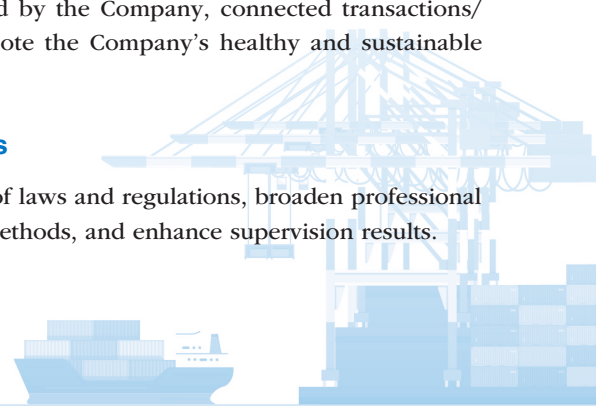 d by the Company, connected transactions/
ote the Company's healthy and sustainable
s
of laws and regulations, broaden professional
ethods, and enhance supervision results.